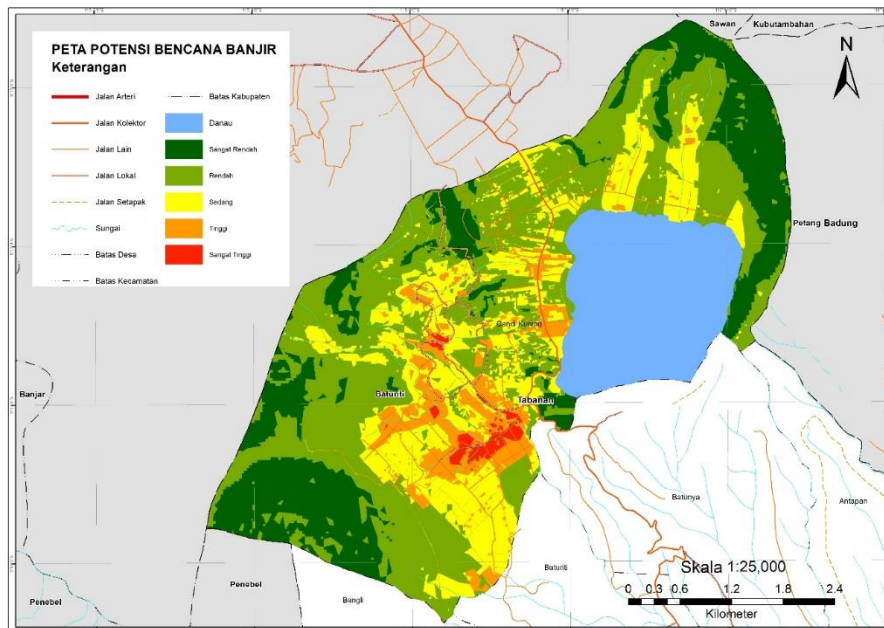 Sawan
Kubutambahan
PETA POTENSI BENCANA BANJIR
Keterangan
Jalan Arteri
Jalan Kolektor
Jalan Lain
Jalan Lokal
Jalan Setapak
Sungai
Batas Desa
Batas Kecamatan
Batas Kabupaten
Danau
Sangat Rendah
Rendah
Sedang
Tinggi
Sangat Tinggi
N
Petang Badung
Candi Kuning
Banjar
Baturiti
Tabanan
Batunya
Antapan
Penebel
Penebel
Bangli
Baturiti
Skala 1:25,000
0 0.3 0.6 1.2 1.8 2.4
Kilometer